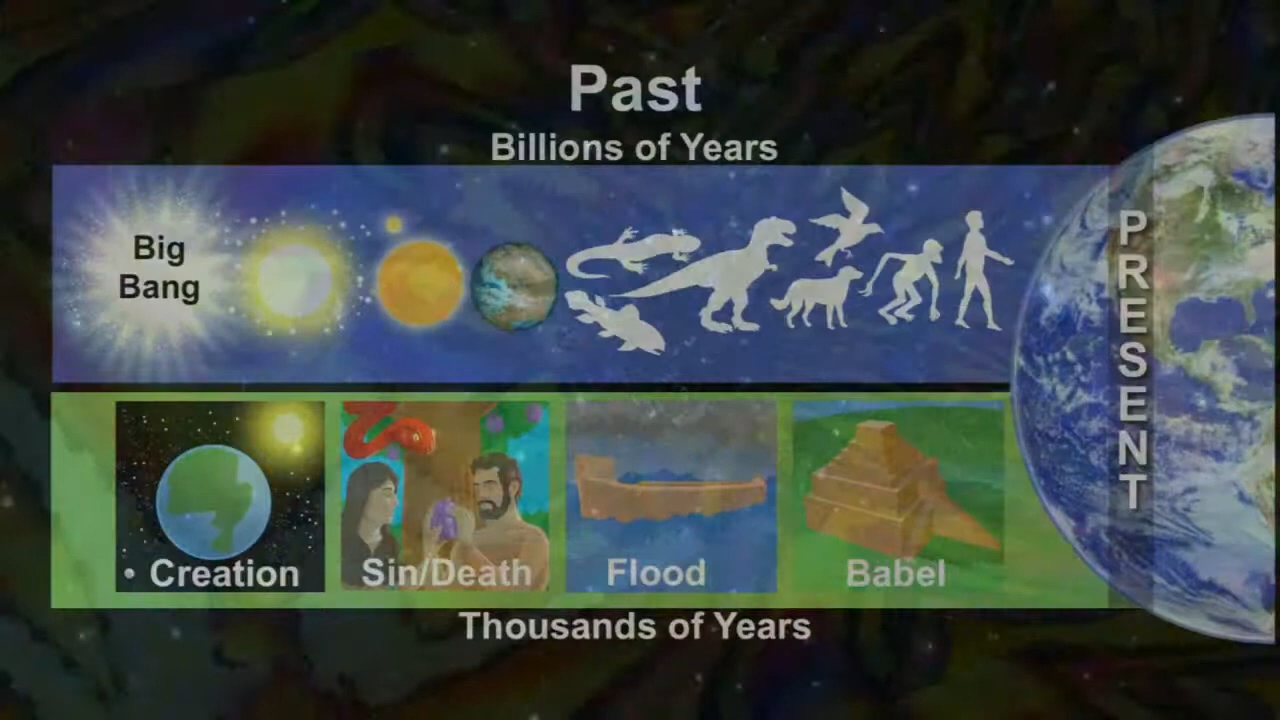 Past
Billions of Years
Big
Bang
PRESENT
• Creation
Sin/Death
Flood
Babel
Thousands of Years